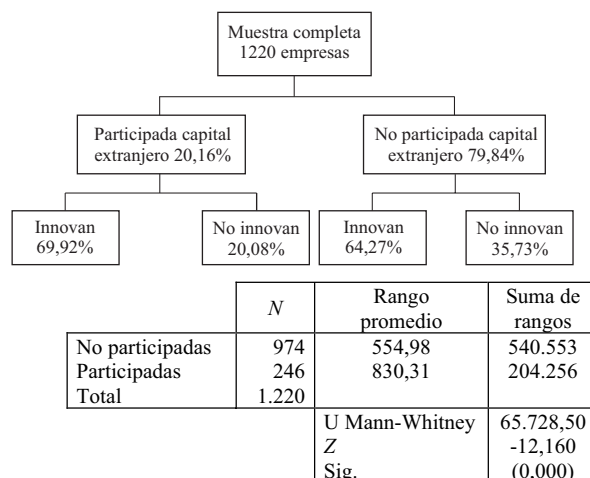 Muestra completa
1220 empresas
Participada capital
extranjero 20,16%
No participada capital
extranjero 79,84%
Innovan
69,92%
No innovan
20,08%
Innovan
64,27%
No innovan
35,73%
N Rango promedio Suma de rangos
No participadas 974 554,98 540.553
Participadas 246 830,31 204.256
Total 1.220
U Mann-Whitney 65.728,50
Z -12,160
Sig. (0,000)